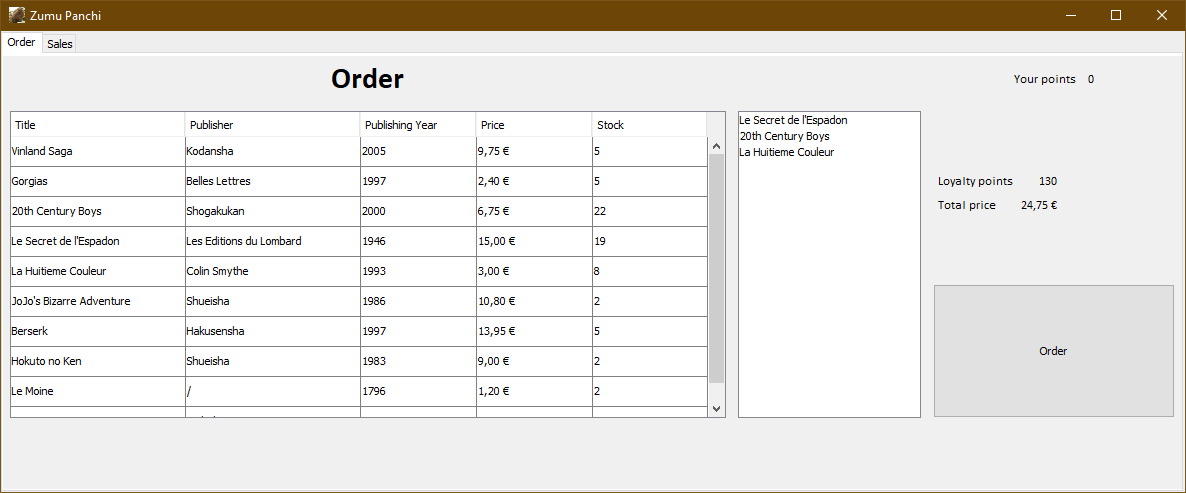 Zumu Panchi
Order Sales
Order
Your points 0
Title Publisher Publishing Year Price Stock
Vinland Saga Kodansha 2005 9,75 € 5
Gorgias Belles Lettres 1997 2,40 € 5
20th Century Boys Shogakukan 2000 6,75 € 22
Le Secret de l'Espadon Les Editions du Lombard 1946 15,00 € 19
La Huitieme Couleur Colin Smythe 1993 3,00 € 8
JoJo's Bizarre Adventure Shueisha 1986 10,80 € 2
Berserk Hakusensha 1997 13,95 € 5
Hokuto no Ken Shueisha 1983 9,00 € 2
Le Moine / 1796 1,20 € 2
Le Secret de l'Espadon
20th Century Boys
La Huitieme Couleur
Loyalty points 130
Total price 24,75 €
Order